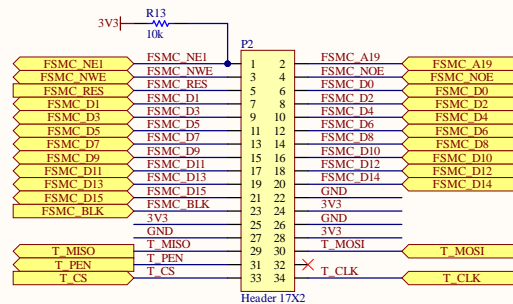 R13
3V3
10k
P2
FSMC_NE1 FSMC_NE1 1 2 FSMC_A19 FSMC_A19
FSMC_NWE FSMC_NWE 3 4 FSMC_NOE FSMC_NOE
FSMC_RES FSMC_RES 5 6 FSMC_D0 FSMC_D0
FSMC_D1 FSMC_D1 7 8 FSMC_D2 FSMC_D2
FSMC_D3 FSMC_D3 9 10 FSMC_D4 FSMC_D4
FSMC_D5 FSMC_D5 11 12 FSMC_D6 FSMC_D6
FSMC_D7 FSMC_D7 13 14 FSMC_D8 FSMC_D8
FSMC_D9 FSMC_D9 15 16 FSMC_D10 FSMC_D10
FSMC_D11 FSMC_D11 17 18 FSMC_D12 FSMC_D12
FSMC_D13 FSMC_D13 19 20 FSMC_D14 FSMC_D14
FSMC_D15 FSMC_D15 21 22 GND
FSMC_BLK FSMC_BLK 23 24 3V3
3V3 25 26 GND
GND 27 28 3V3
T_MISO T_MISO 29 30 T_MOSI T_MOSI
T_PEN T_PEN 31 32
T_CS T_CS 33 34 T_CLK T_CLK
Header 17X2